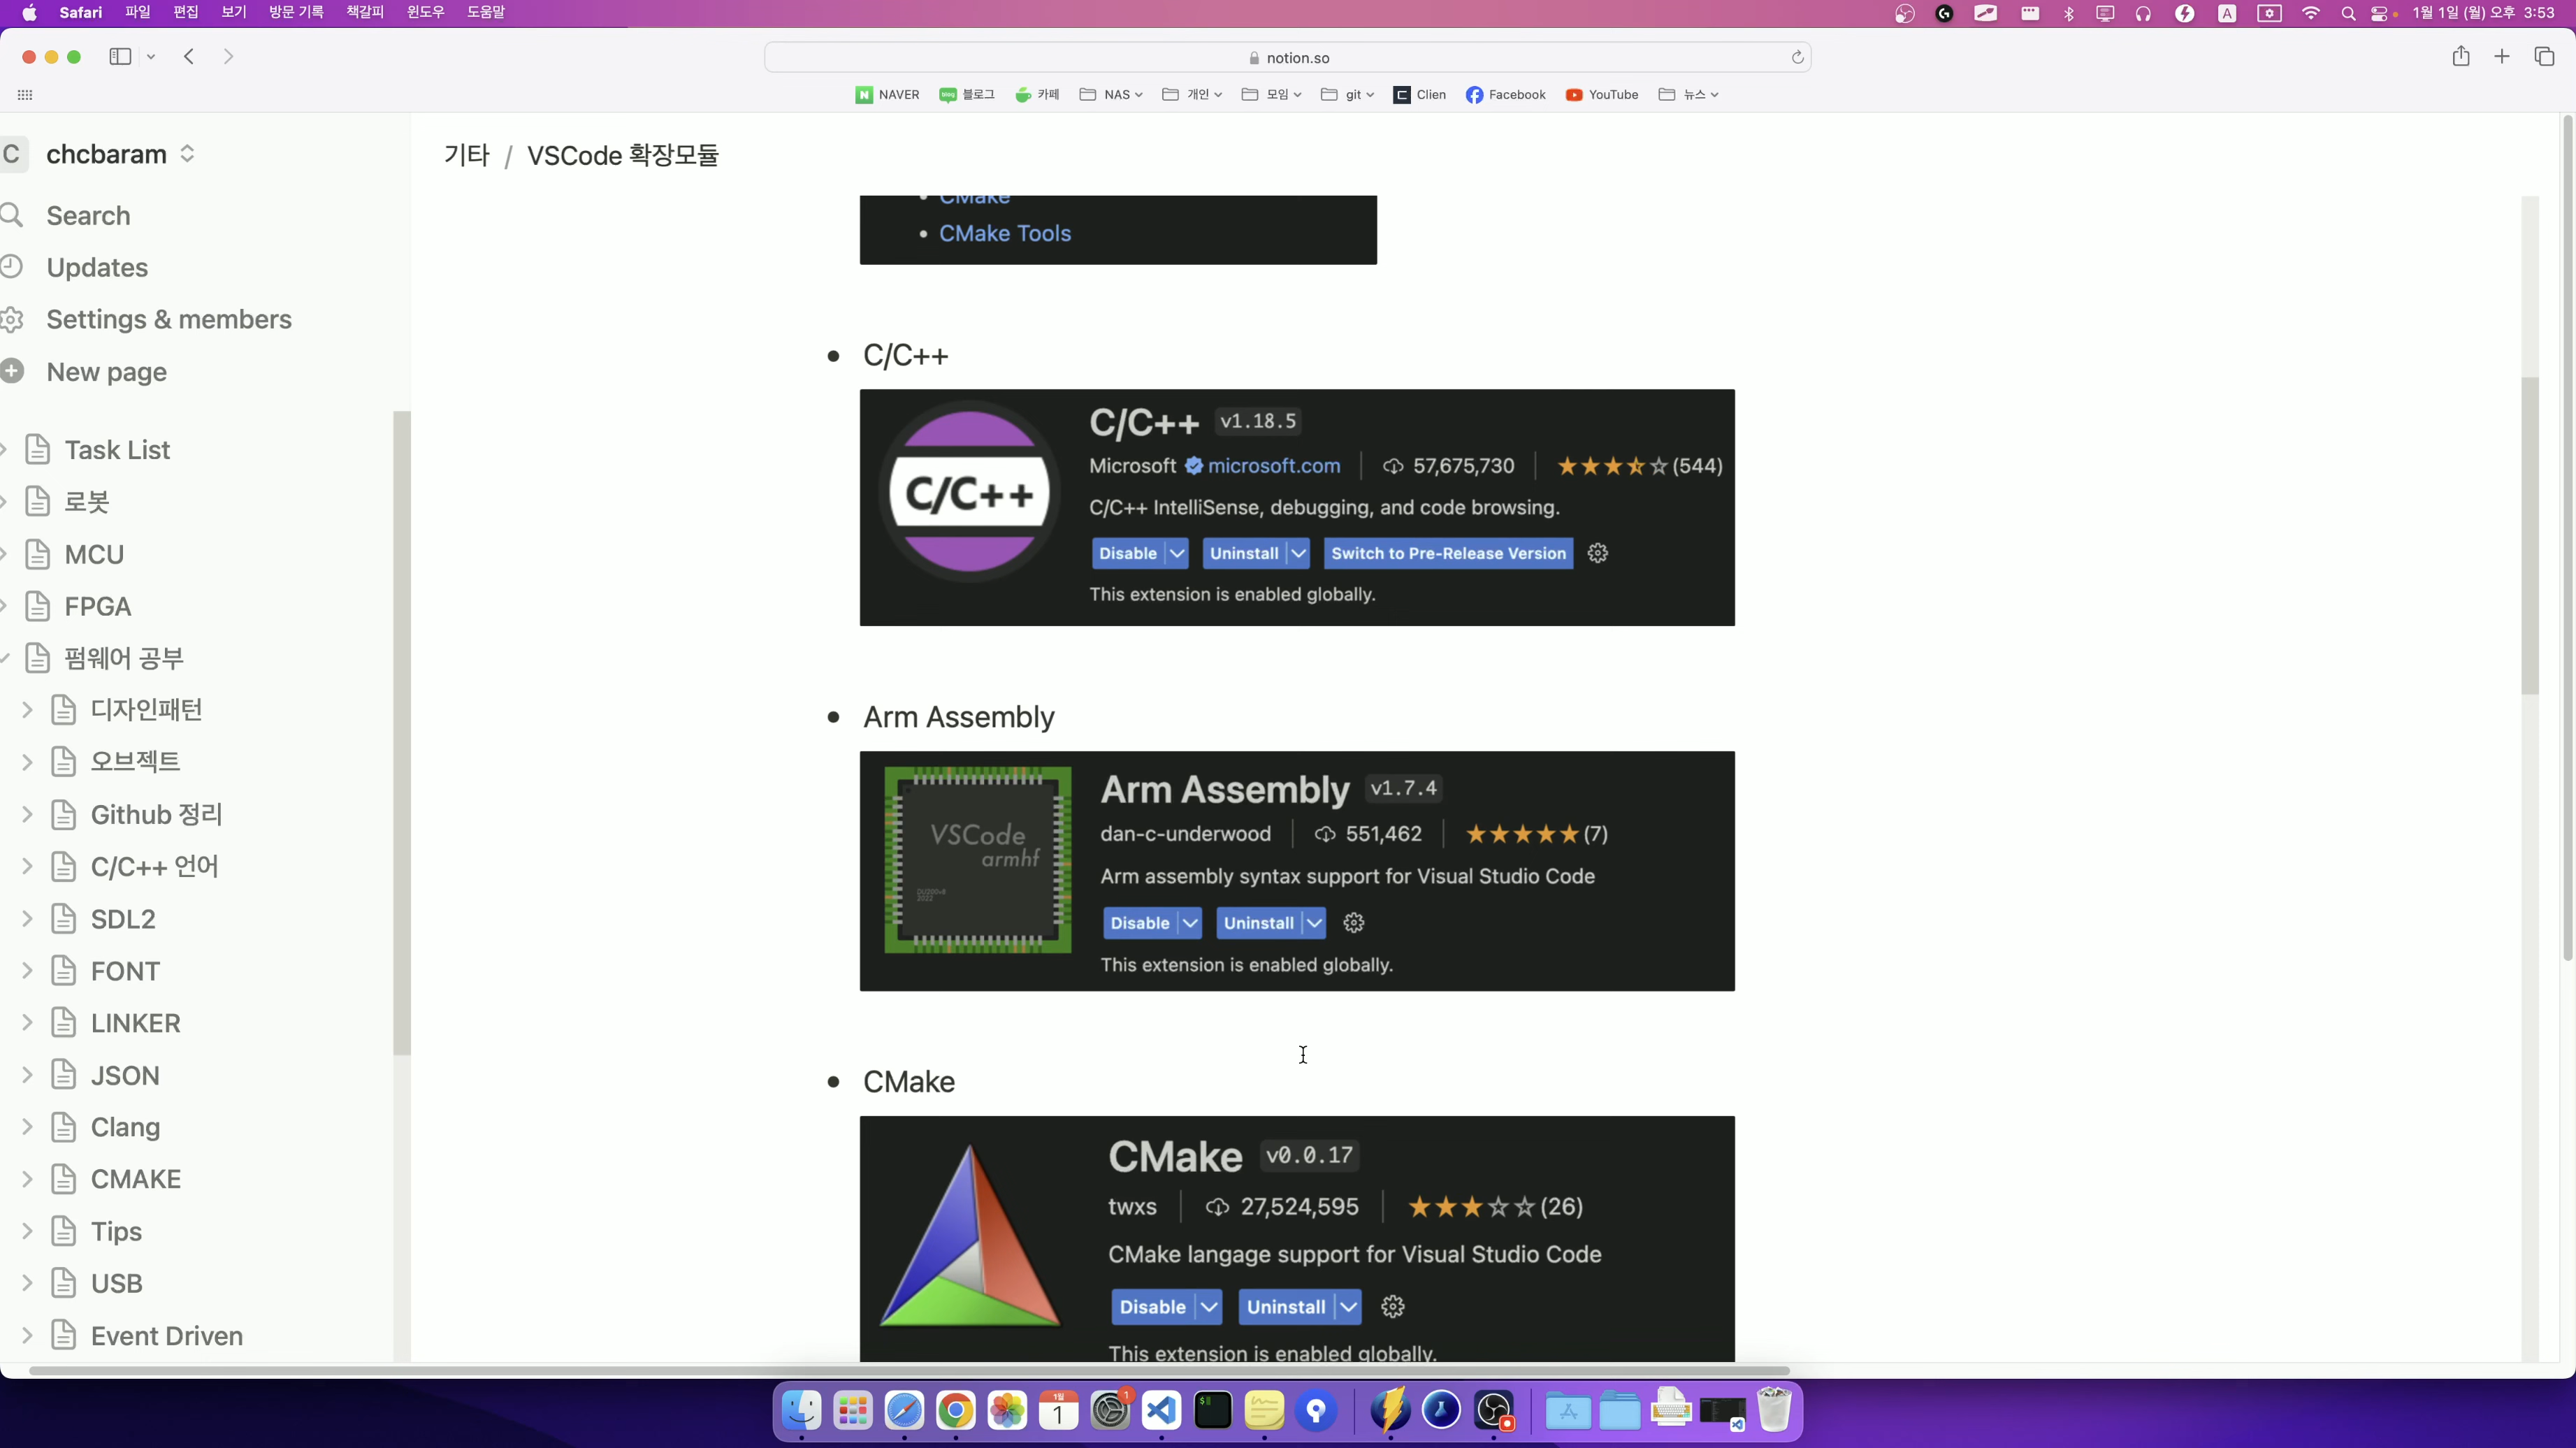 Safari 파일 편집 보기 방문 기록 책갈피 윈도우 도움말
A 1월 1일 (월) 오후 3:53
notion.so
NAVER 블로그 카페 NAS 개인 모임 git Clien Facebook YouTube 뉴스
C chcbaram
Search
Updates
Settings & members
New page
Task List
로봇
MCU
FPGA
펌웨어 공부
디자인패턴
오브젝트
Github 정리
C/C++ 언어
SDL2
FONT
LINKER
JSON
Clang
CMAKE
Tips
USB
Event Driven
기타 / VSCode 확장모듈
• CMake
• CMake Tools
• C/C++
C/C++
C/C++ v1.18.5
Microsoft microsoft.com 57,675,730 (544)
C/C++ IntelliSense, debugging, and code browsing.
Disable Uninstall Switch to Pre-Release Version
This extension is enabled globally.
• Arm Assembly
VSCode
armhf
2022
Arm Assembly v1.7.4
dan-c-underwood 551,462 (7)
Arm assembly syntax support for Visual Studio Code
Disable Uninstall
This extension is enabled globally.
• CMake
CMake v0.0.17
twxs 27,524,595 (26)
CMake langage support for Visual Studio Code
Disable Uninstall
This extension is enabled globally.
1월
1
1